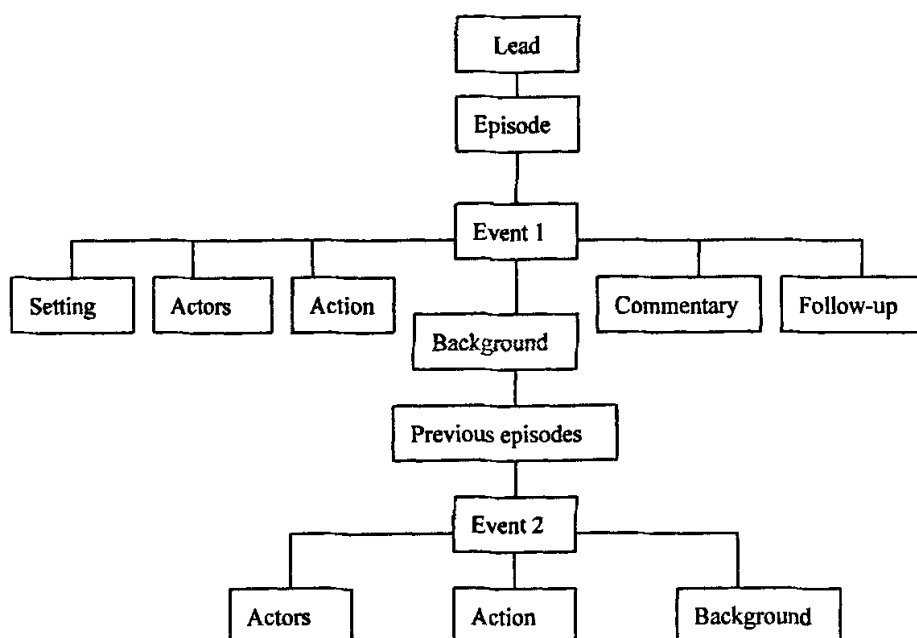 Lead
Episode
Event 1
Setting
Actors
Action
Commentary
Follow-up
Background
Previous episodes
Event 2
Actors
Action
Background